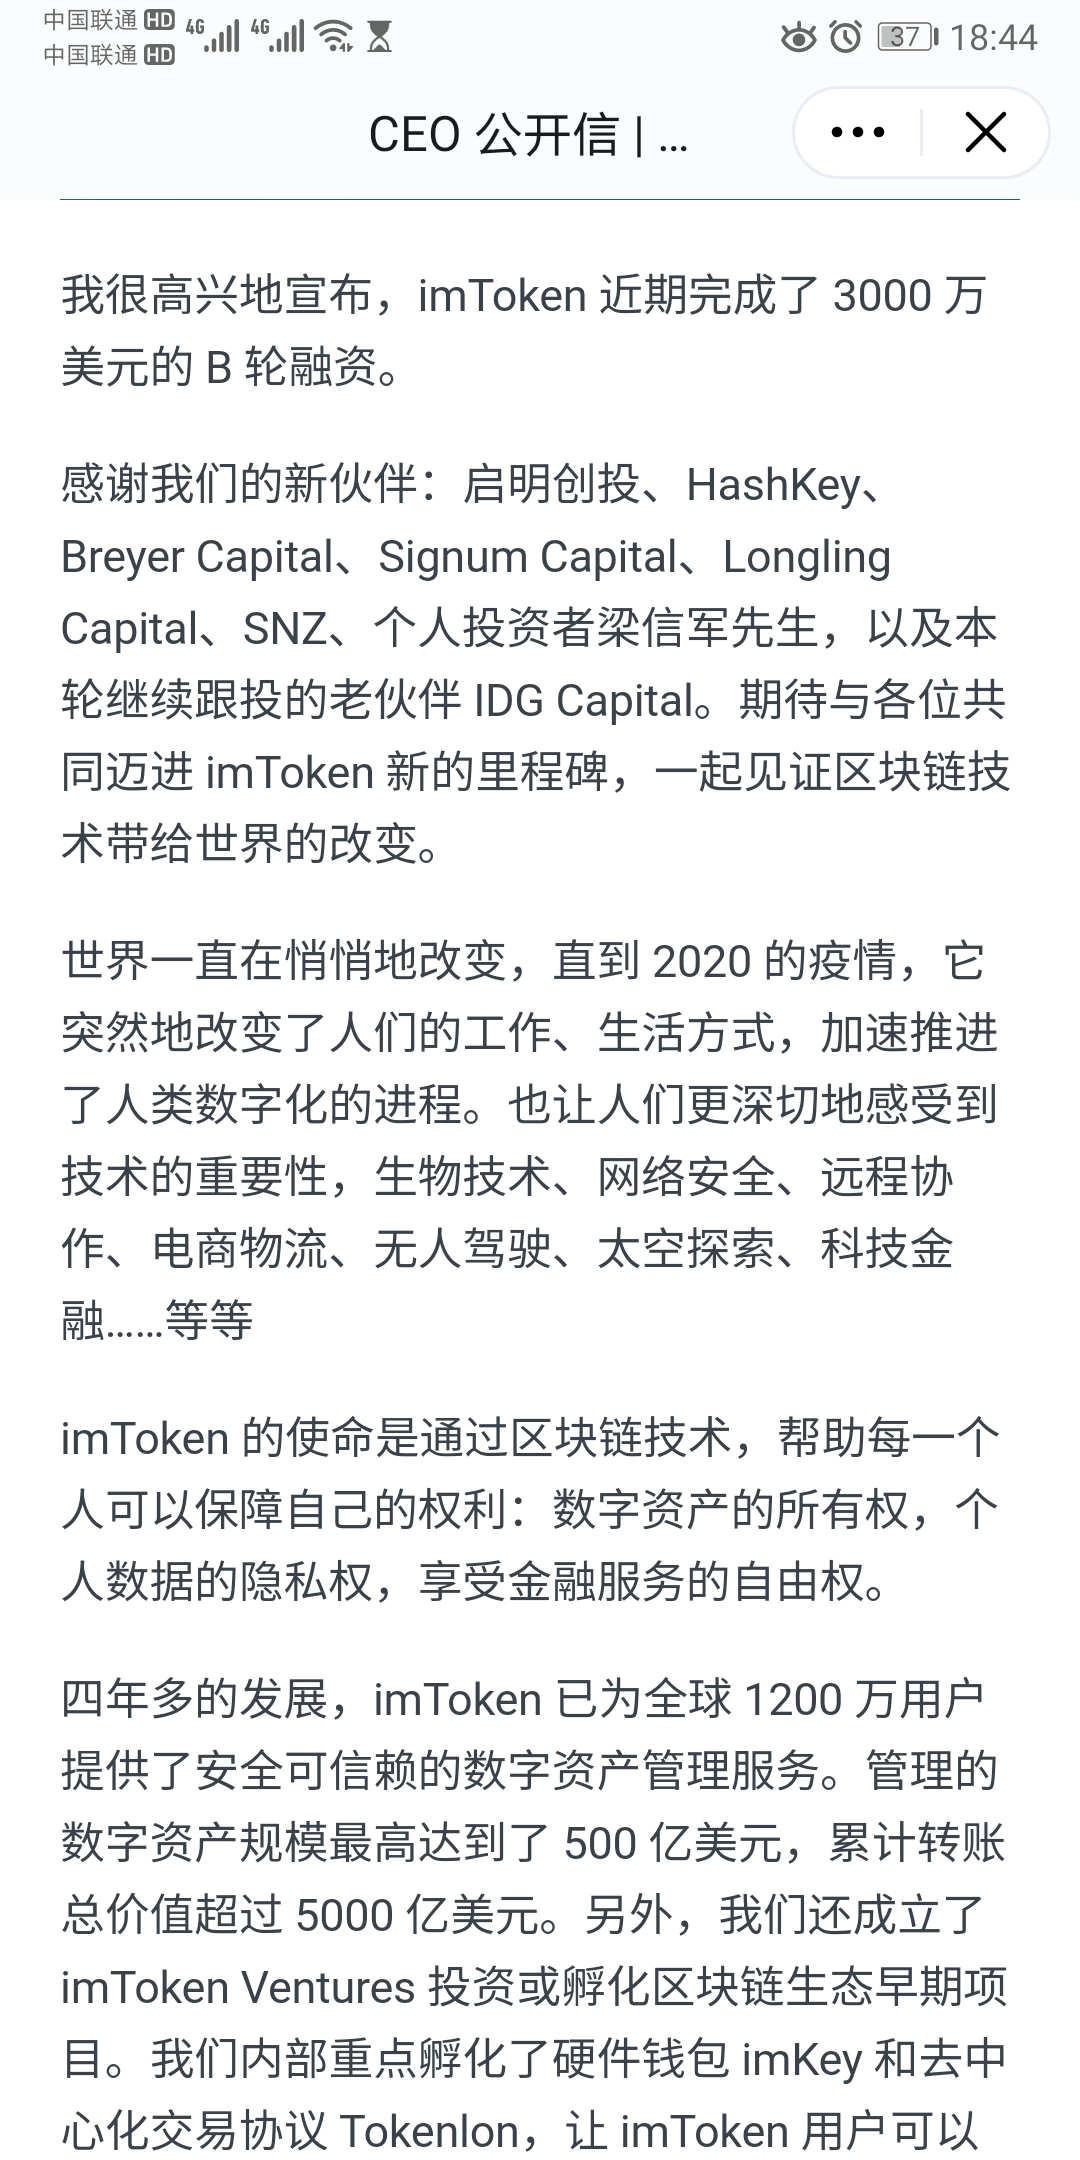 中国联通 HD 4G 4G 37 18:44
中国联通 HD
CEO 公开信 | ...
我很高兴地宣布，imToken 近期完成了 3000 万
美元的 B 轮融资。
感谢我们的新伙伴：启明创投、HashKey、
Breyer Capital、Signum Capital、Longling
Capital、SNZ、个人投资者梁信军先生，以及本
轮继续跟投的老伙伴 IDG Capital。期待与各位共
同迈进 imToken 新的里程碑，一起见证区块链技
术带给世界的改变。
世界一直在悄悄地改变，直到 2020 的疫情，它
突然地改变了人们的工作、生活方式，加速推进
了人类数字化的进程。也让人们更深切地感受到
技术的重要性，生物技术、网络安全、远程协
作、电商物流、无人驾驶、太空探索、科技金
融……等等
imToken 的使命是通过区块链技术，帮助每一个
人可以保障自己的权利：数字资产的所有权，个
人数据的隐私权，享受金融服务的自由权。
四年多的发展，imToken 已为全球 1200 万用户
提供了安全可信赖的数字资产管理服务。管理的
数字资产规模最高达到了 500 亿美元，累计转账
总价值超过 5000 亿美元。另外，我们还成立了
imToken Ventures 投资或孵化区块链生态早期项
目。我们内部重点孵化了硬件钱包 imKey 和去中
心化交易协议 Tokenlon，让 imToken 用户可以